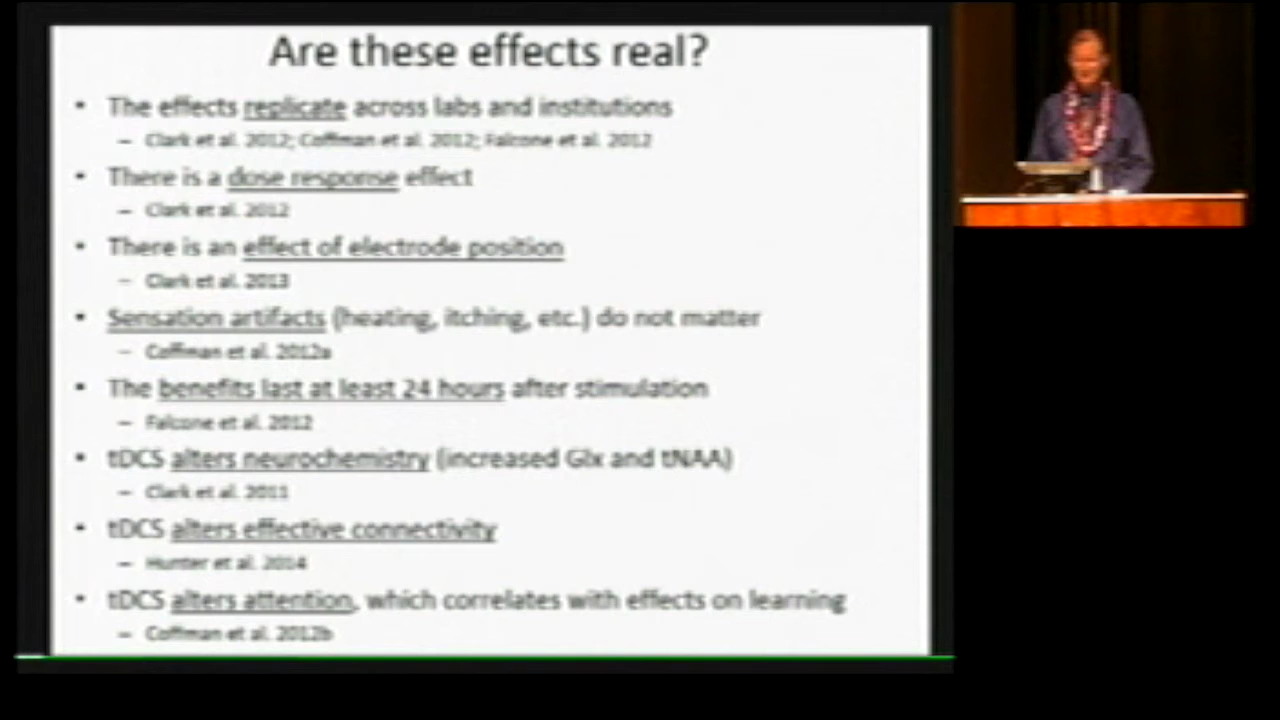 Are these effects real?
• The effects replicate across labs and institutions
– Clark et al. 2012; Coffman et al. 2012; Falcone et al. 2012
• There is a dose response effect
– Clark et al. 2012
• There is an effect of electrode position
– Clark et al. 2013
• Sensation artifacts (heating, itching, etc.) do not matter
– Coffman et al. 2012a
• The benefits last at least 24 hours after stimulation
– Falcone et al. 2012
• tDCS alters neurochemistry (increased Glx and tNAA)
– Clark et al. 2011
• tDCS alters effective connectivity
– Hunter et al. 2014
• tDCS alters attention, which correlates with effects on learning
– Coffman et al. 2012b